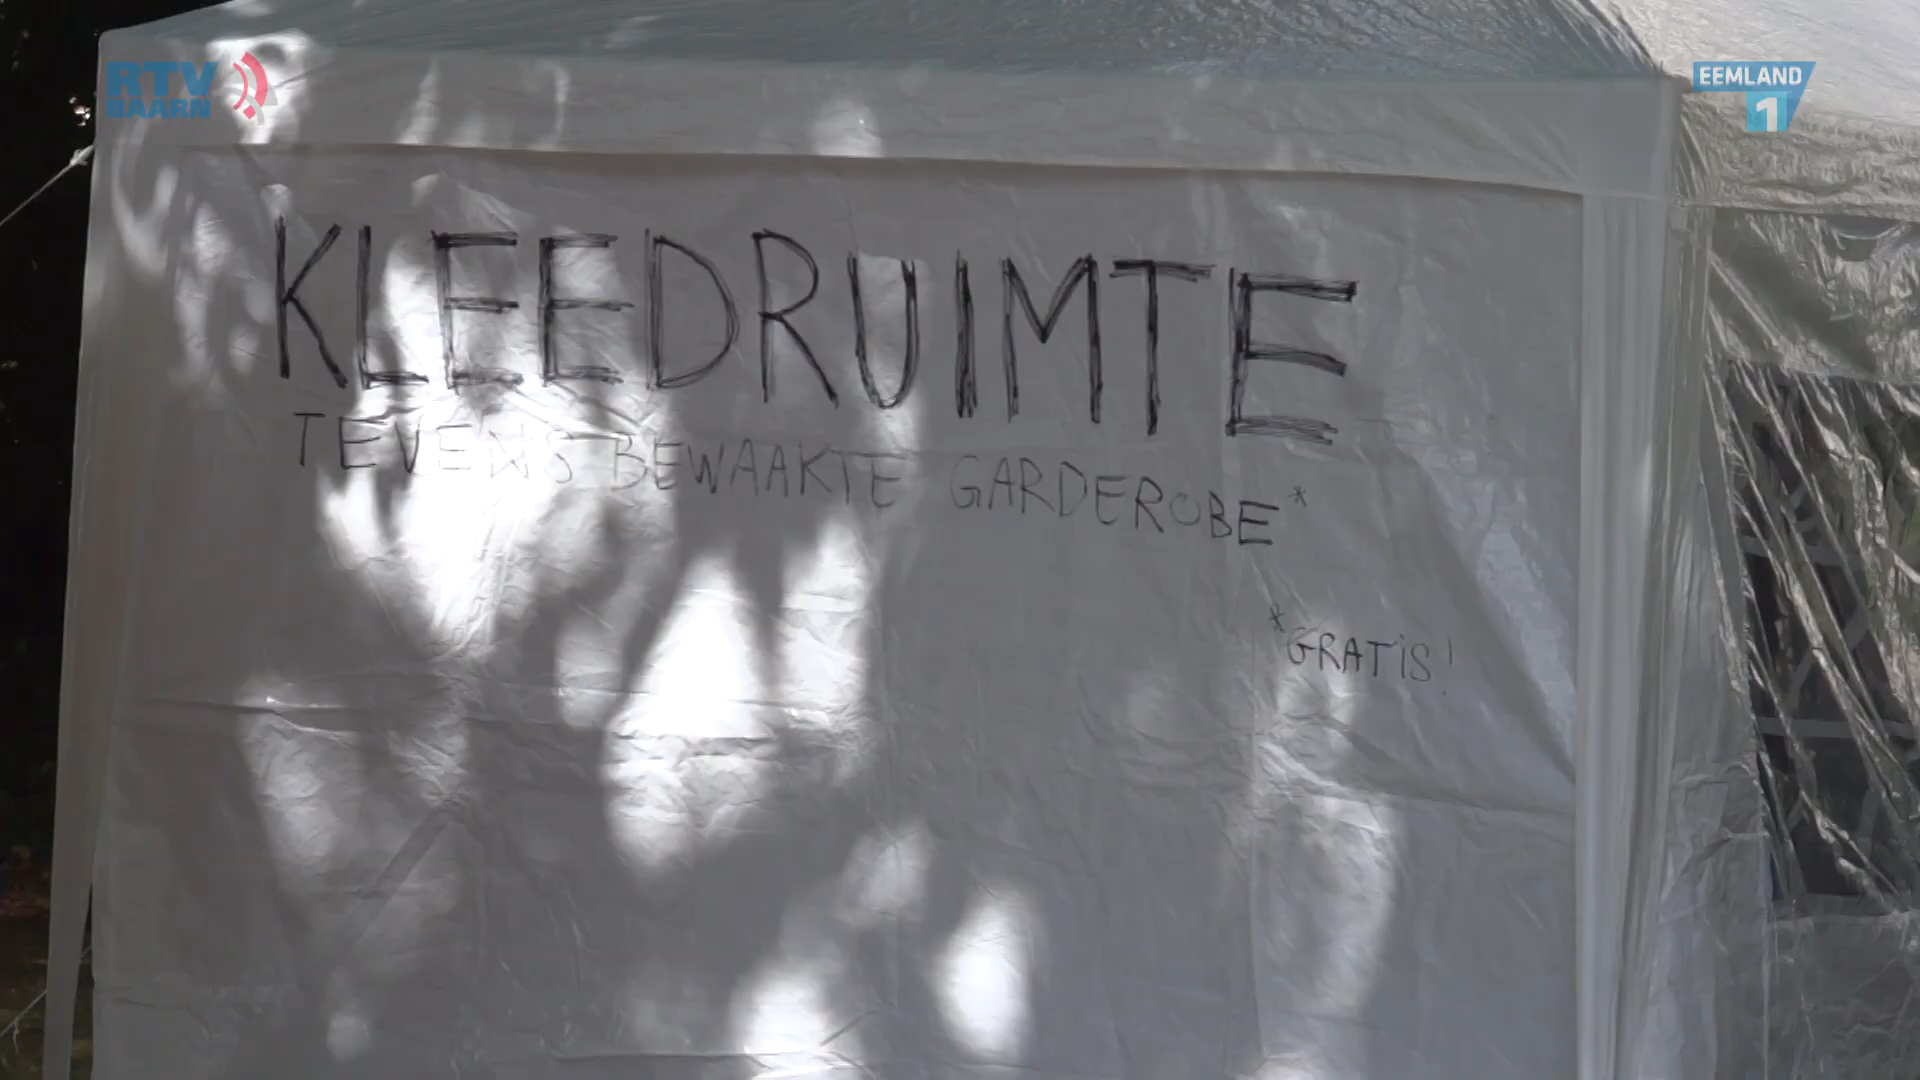 RTV
BAARN
EEMLAND
1
KLEEDRUIMTE
TEVENS BEWAAKTE GARDEROBE*
*GRATIS!